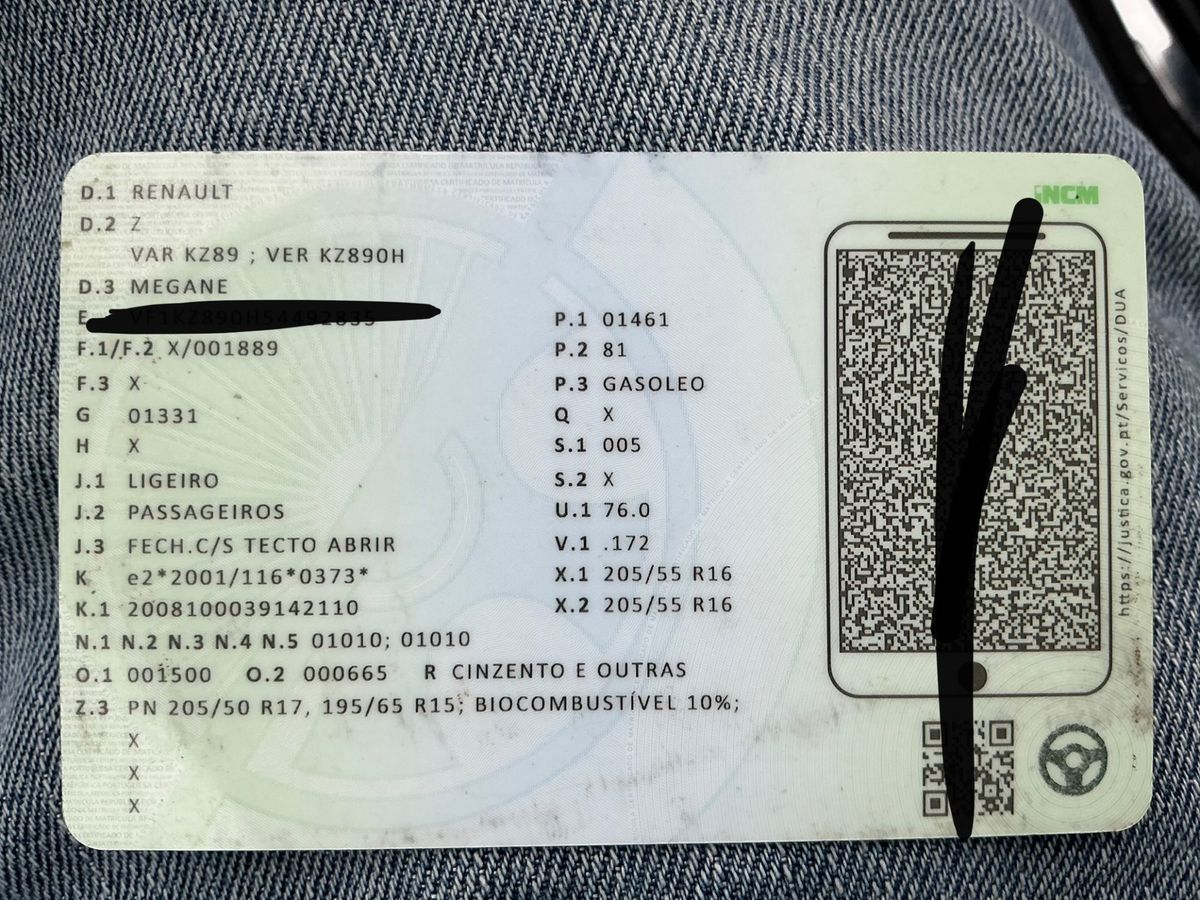 D.1 RENAULT
D.2 Z
VAR KZ89 ; VER KZ890H
D.3 MEGANE
E
F.1/F.2 X/001889
F.3 X
G 01331
H X
J.1 LIGEIRO
J.2 PASSAGEIROS
J.3 FECH.C/S TECTO ABRIR
K e2*2001/116*0373*
K.1 2008100039142110
N.1 N.2 N.3 N.4 N.5 01010; 01010
O.1 001500 O.2 000665 R CINZENTO E OUTRAS
Z.3 PN 205/50 R17, 195/65 R15; BIOCOMBUSTÍVEL 10%;
X
X
X
P.1 01461
P.2 81
P.3 GASOLEO
Q X
S.1 005
S.2 X
U.1 76.0
V.1 .172
X.1 205/55 R16
X.2 205/55 R16
INCM
https://justica.gov.pt/Servicos/DUA